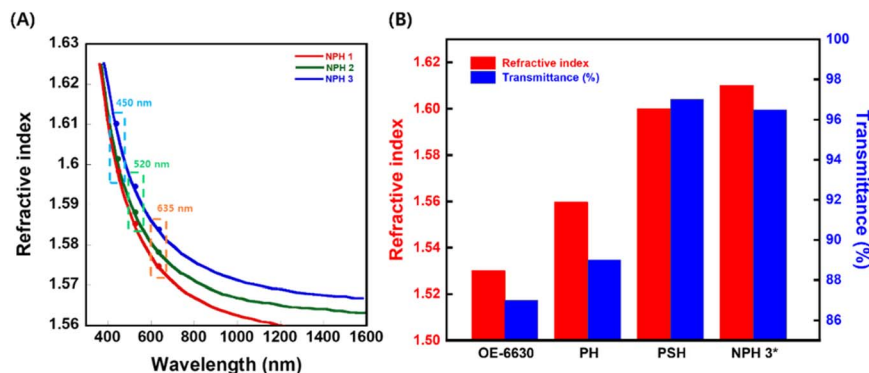 (A)
1.63
1.62
1.61
1.6
1.59
1.58
1.57
1.56
Refractive index
NPH 1
NPH 2
NPH 3
450 nm
520 nm
635 nm
400
600
800
1000
1200
1400
1600
Wavelength (nm)
(B)
1.62
1.60
1.58
1.56
1.53
1.52
1.50
Refractive index
Refractive index
Transmittance (%)
100
98
96
94
92
90
88
86
Transmittance
(%)
OE-6630
PH
PSH
NPH 3*